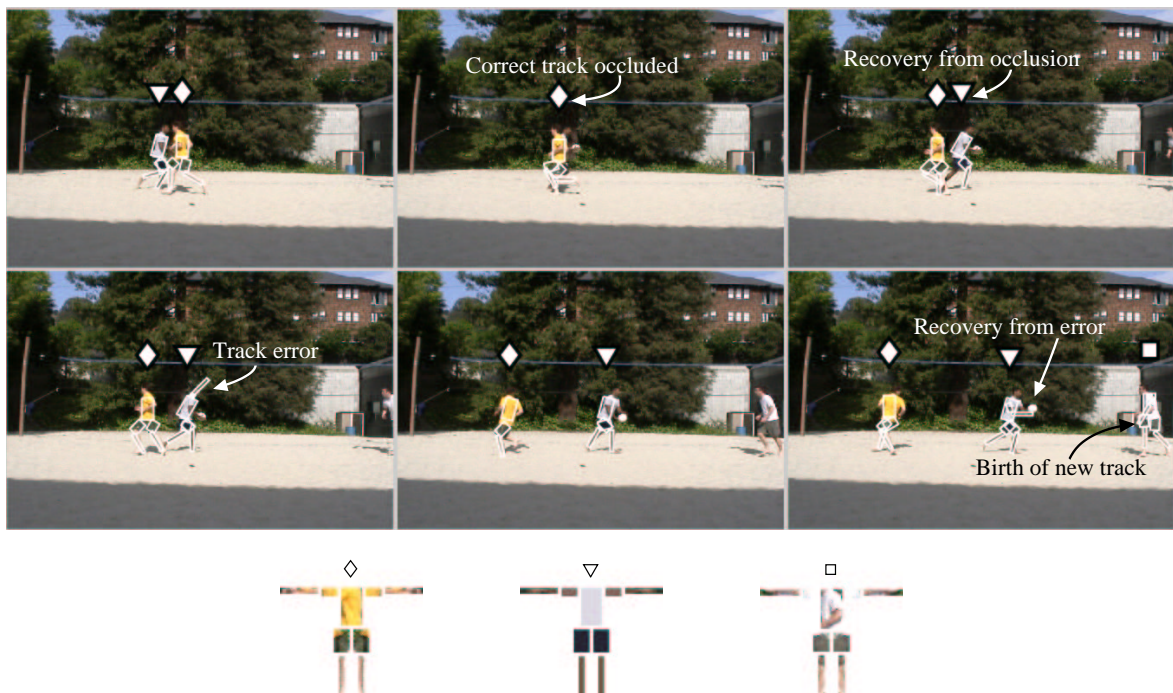 Correct track occluded
Recovery from occlusion
Track error
Recovery from error
Birth of new track